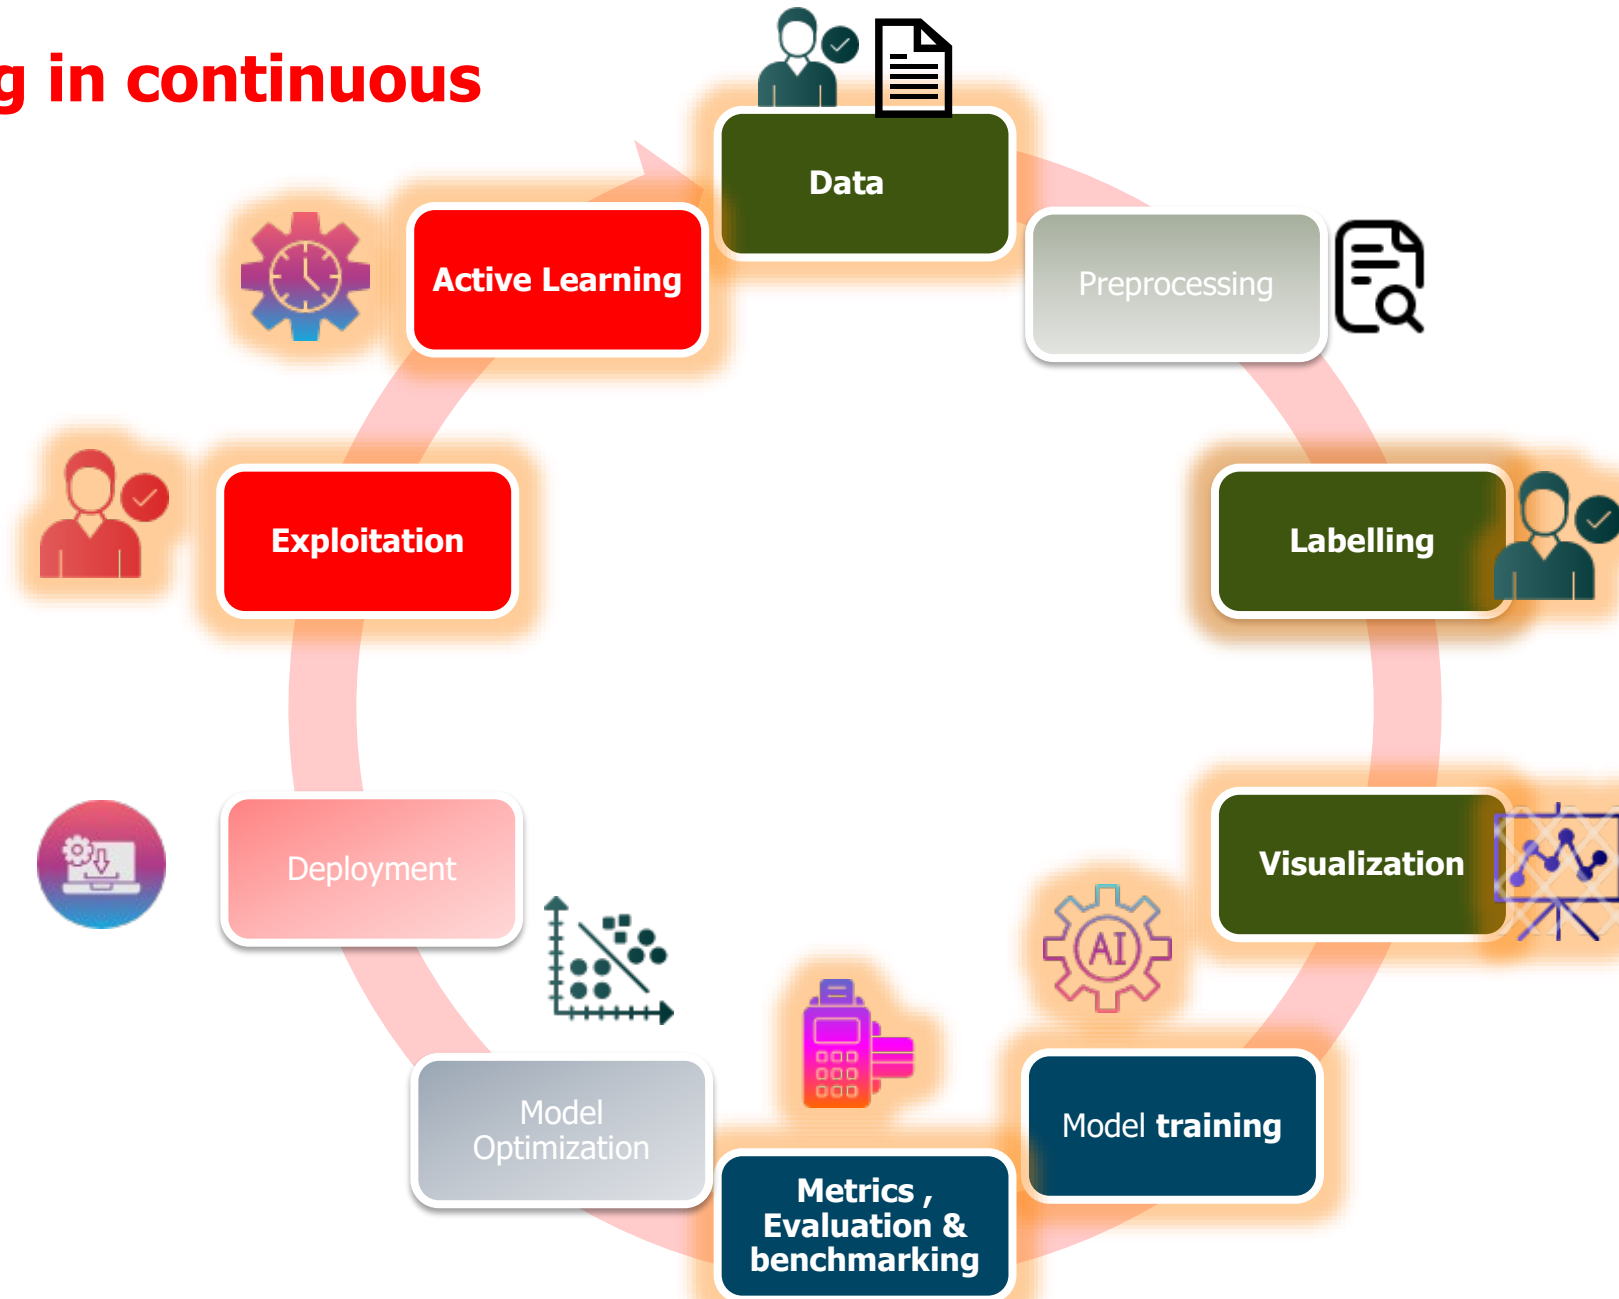 g in continuous
Data
Preprocessing
Labelling
Visualization
AI
Model training
Metrics ,
Evaluation &
benchmarking
Model
Optimization
Deployment
Exploitation
Active Learning